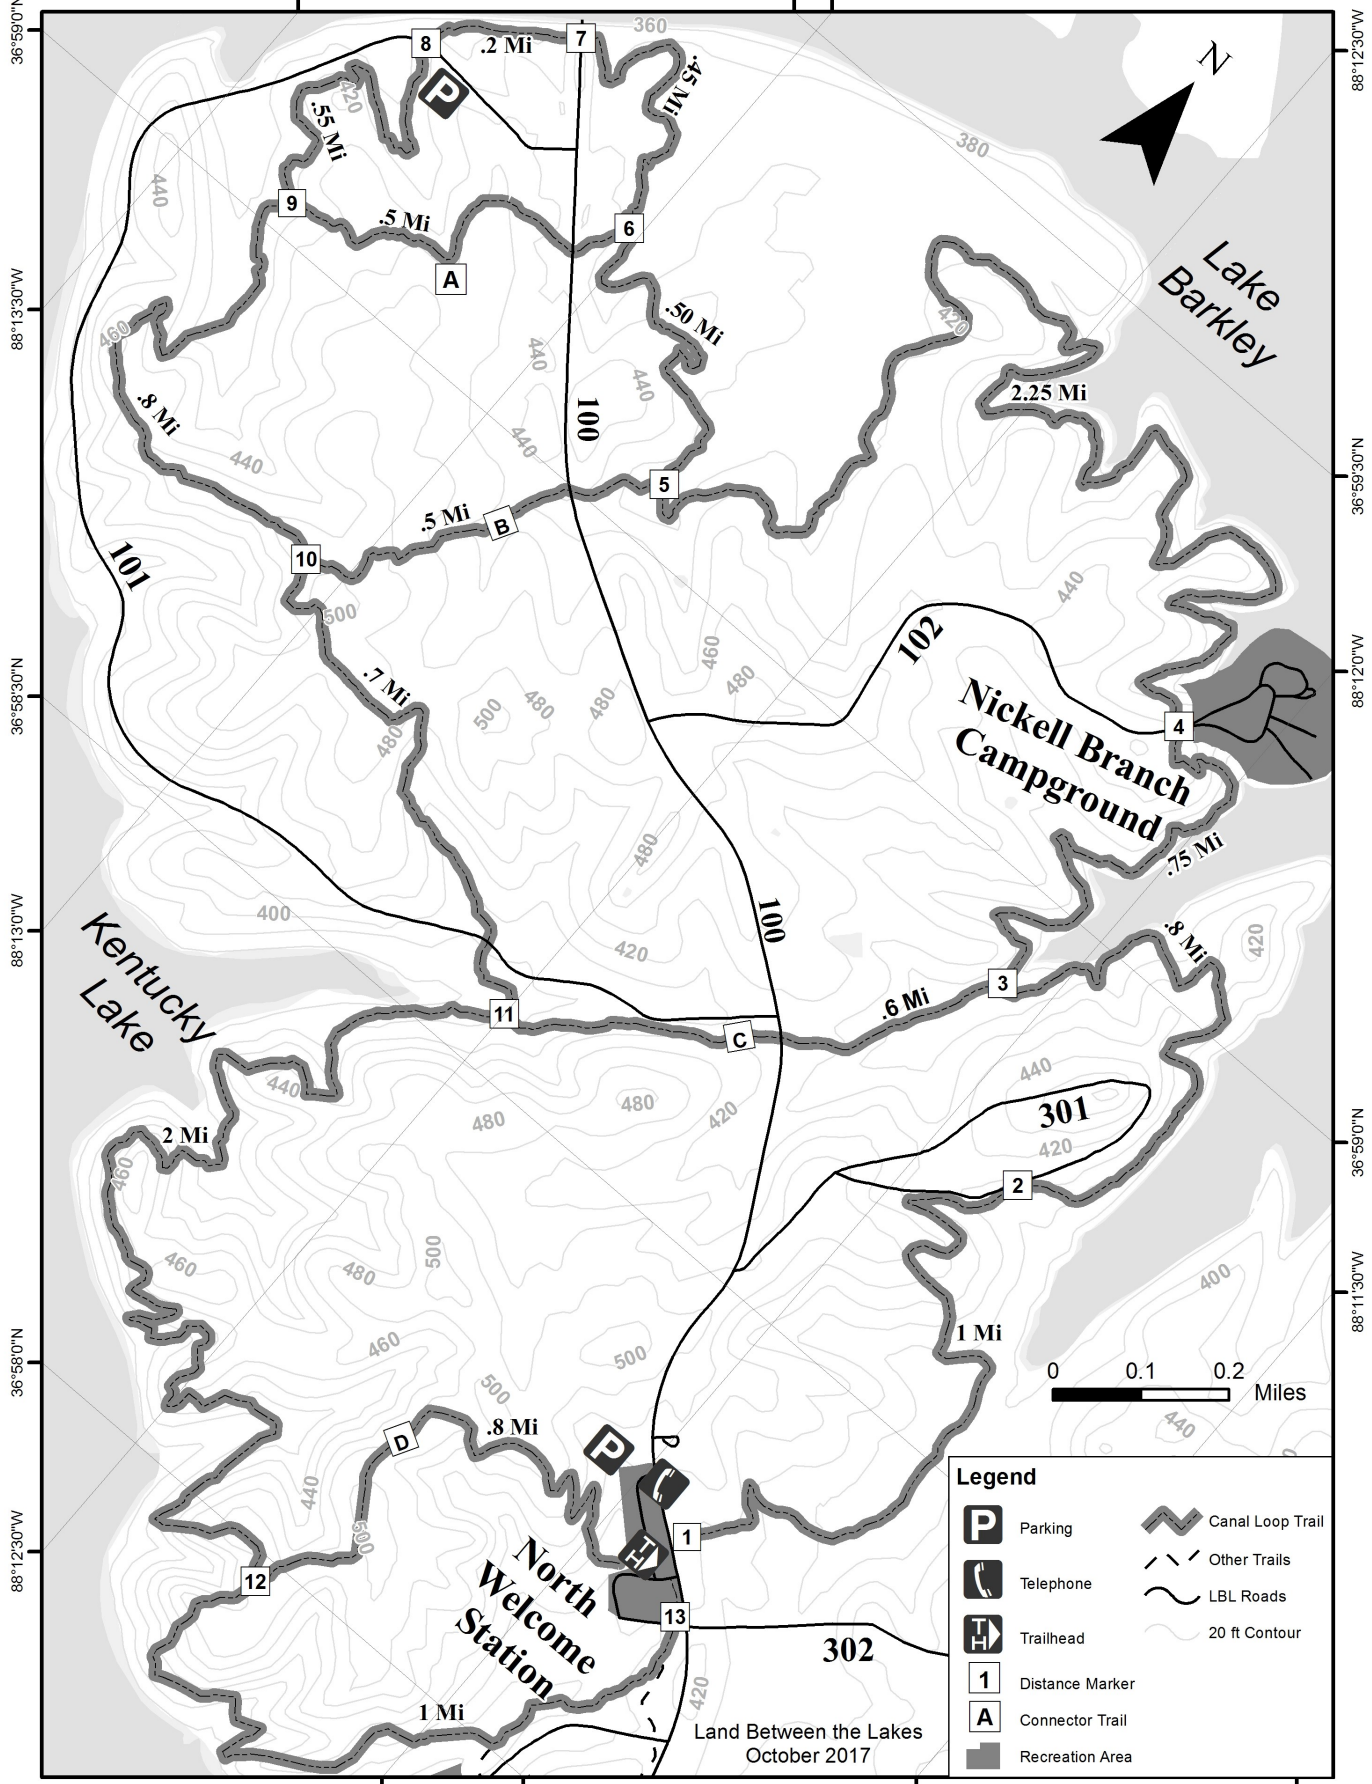 36°59'0"N
88°12'30"W
8
.2 Mi
7
360
N
.45 Mi
P
420
.55 Mi
380
440
9
.5 Mi
6
A
Lake
Barkley
88°13'30"W
.50 Mi
420
460
440
440
2.25 Mi
.8 Mi
100
440
440
36°59'30"N
5
.5 Mi
B
10
101
440
500
102
460
88°12'0"W
36°58'30"N
.7 Mi
480
500
480
480
480
Nickell Branch
Campground
4
480
.75 Mi
400
100
420
88°13'0"W
Kentucky
Lake
.8 Mi
420
3
.6 Mi
11
C
440
440
480
480
420
301
420
36°59'0"N
2 Mi
460
2
460
480
500
400
88°11'30"W
1 Mi
36°58'0"N
460
500
0
0.1
0.2
Miles
500
.8 Mi
D
P
440
440
500
1
TH
88°12'30"W
12
North
Welcome
Station
13
302
420
1 Mi
Land Between the Lakes
October 2017
Legend
P
Parking
Telephone
TH
Trailhead
1
Distance Marker
A
Connector Trail
Recreation Area
Canal Loop Trail
Other Trails
LBL Roads
20 ft Contour